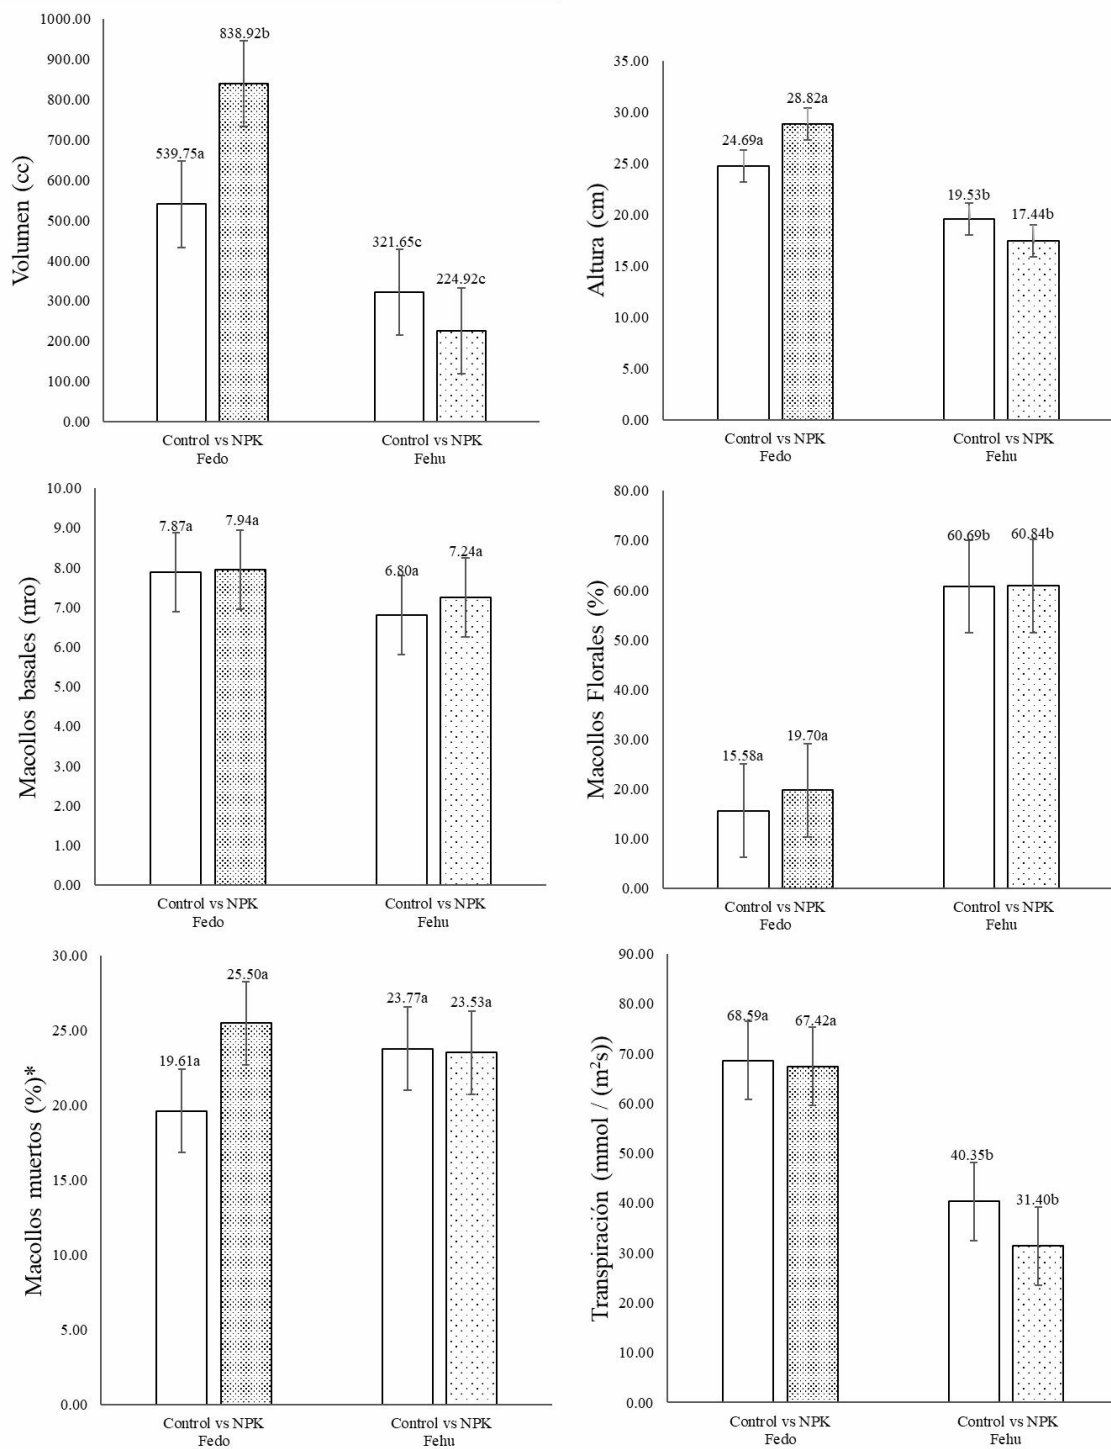 Volumen (cc)
1000.00
900.00
800.00
700.00
600.00
500.00
400.00
300.00
200.00
100.00
0.00
539.75a
838.92b
321.65c
224.92c
Control vs NPK
Fedo
Control vs NPK
Fehu
Altura (cm)
35.00
30.00
25.00
20.00
15.00
10.00
5.00
0.00
24.69a
28.82a
19.53b
17.44b
Control vs NPK
Fedo
Control vs NPK
Fehu
Macollos basales (nro)
10.00
9.00
8.00
7.00
6.00
5.00
4.00
3.00
2.00
1.00
0.00
7.87a
7.94a
6.80a
7.24a
Control vs NPK
Fedo
Control vs NPK
Fehu
Macollos Florales (%)
80.00
70.00
60.00
50.00
40.00
30.00
20.00
10.00
0.00
15.58a
19.70a
60.69b
60.84b
Control vs NPK
Fedo
Control vs NPK
Fehu
Macollos muertos (%)*
30.00
25.00
20.00
15.00
10.00
5.00
0.00
19.61a
25.50a
23.77a
23.53a
Control vs NPK
Fedo
Control vs NPK
Fehu
Transpiración (mmol / (m²s))
90.00
80.00
70.00
60.00
50.00
40.00
30.00
20.00
10.00
0.00
68.59a
67.42a
40.35b
31.40b
Control vs NPK
Fedo
Control vs NPK
Fehu